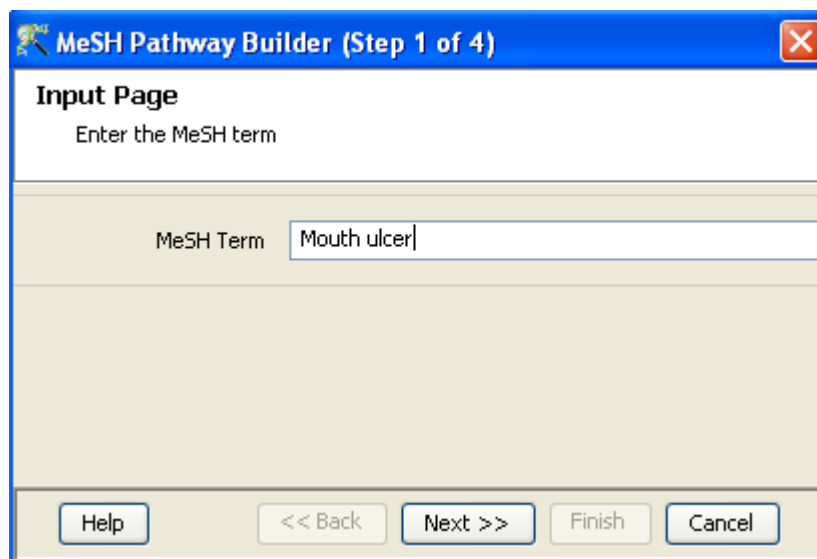 MeSH Pathway Builder (Step 1 of 4)
Input Page
Enter the MeSH term
MeSH Term Mouth ulcer
Help << Back Next >> Finish Cancel